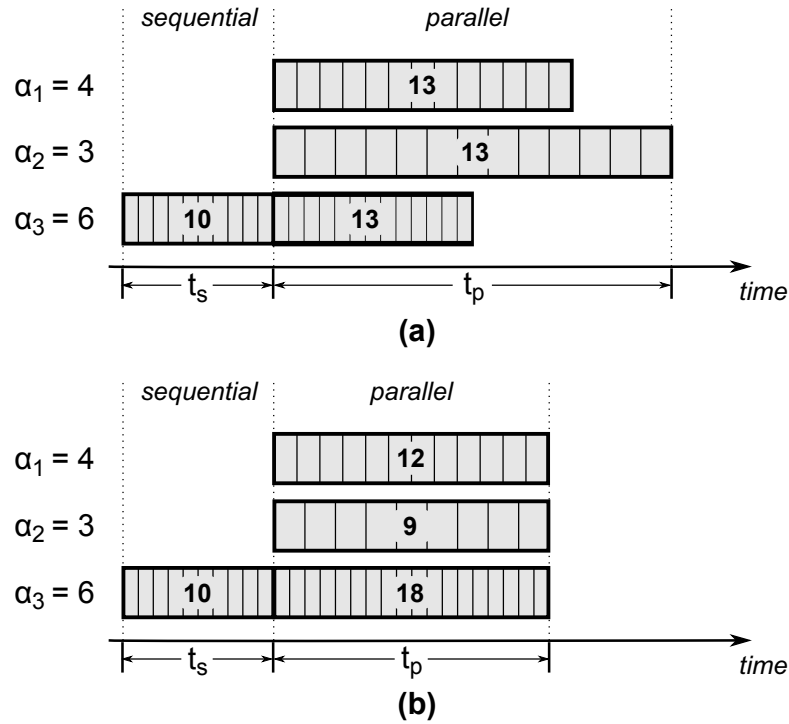 sequential parallel
α1 = 4 13
α2 = 3 13
α3 = 6 10 13
ts tp time
(a)
sequential parallel
α1 = 4 12
α2 = 3 9
α3 = 6 10 18
ts tp time
(b)